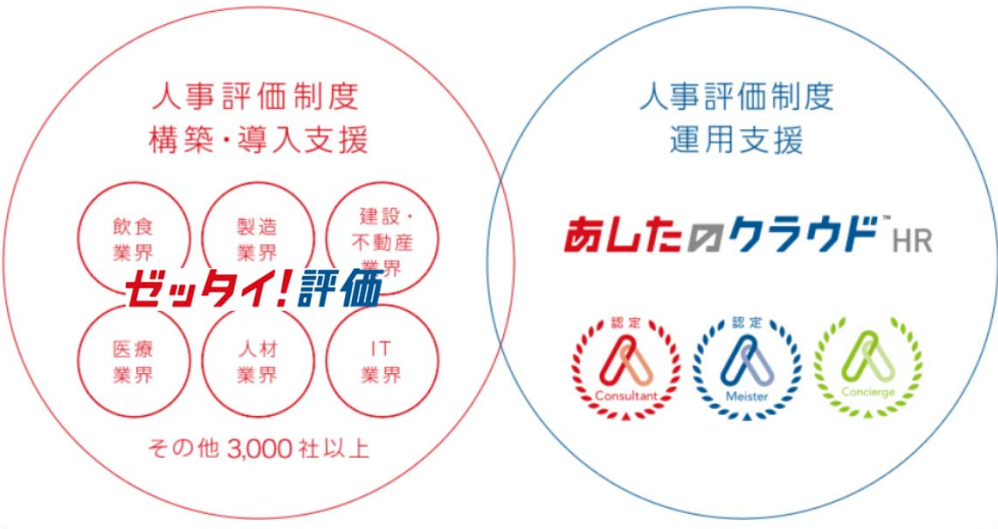 人事評価制度
構築・導入支援
飲食
業界
製造
業界
建設・
不動産
業界
ゼッタイ!評価
医療
業界
人材
業界
IT
業界
その他 3,000 社以上
人事評価制度
運用支援
あしたのクラウド™ HR
認定
Consultant
認定
Meister
Concierge